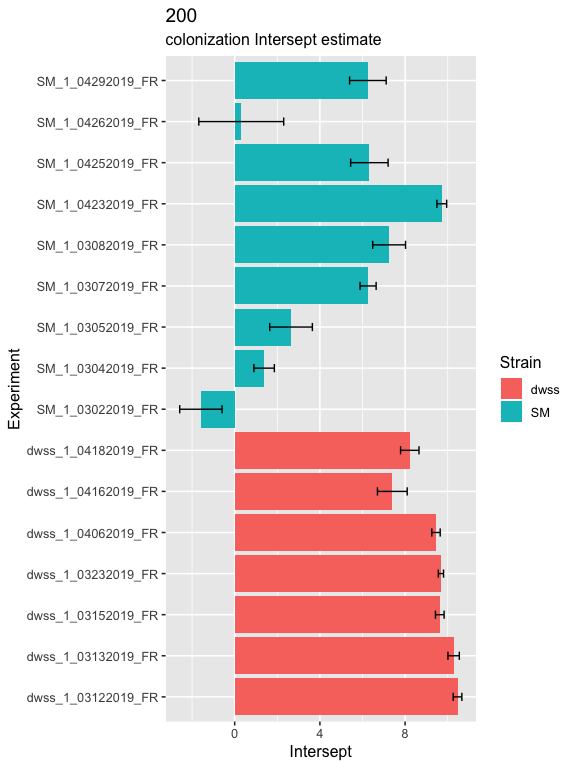 200
colonization Intersept estimate
SM_1_04292019_FR
SM_1_04262019_FR
SM_1_04252019_FR
SM_1_04232019_FR
SM_1_03082019_FR
SM_1_03072019_FR
SM_1_03052019_FR
SM_1_03042019_FR
SM_1_03022019_FR
dwss_1_04182019_FR
dwss_1_04162019_FR
dwss_1_04062019_FR
dwss_1_03232019_FR
dwss_1_03152019_FR
dwss_1_03132019_FR
dwss_1_03122019_FR
Experiment
0 4 8
Intersept
Strain
dwss
SM